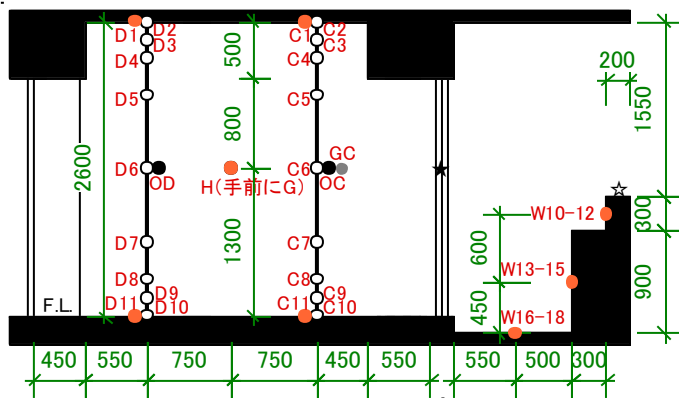 D1
D2
D3
D4
D5
D6
OD
D7
D8
D9
D10
D11
C1
C2
C3
C4
C5
C6
OC
GC
C7
C8
C9
C10
C11
H(手前にG)
W10-12
W13-15
W16-18
F.L.
2600
500
800
1300
200
1550
300
900
600
450
450
550
750
750
450
550
550
500
300